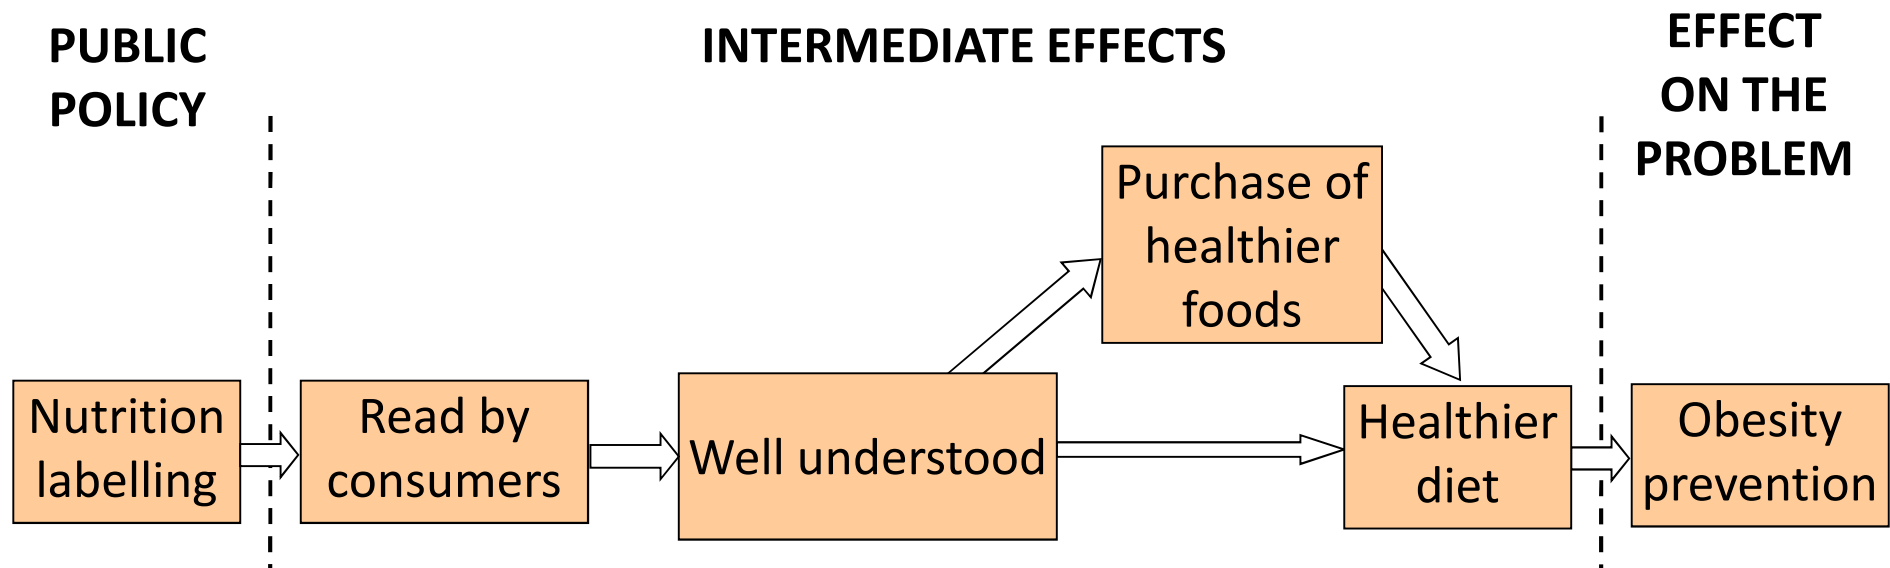 PUBLIC
POLICY
INTERMEDIATE EFFECTS
EFFECT
ON THE
PROBLEM
Nutrition
labelling
Read by
consumers
Well understood
Purchase of
healthier
foods
Healthier
diet
Obesity
prevention